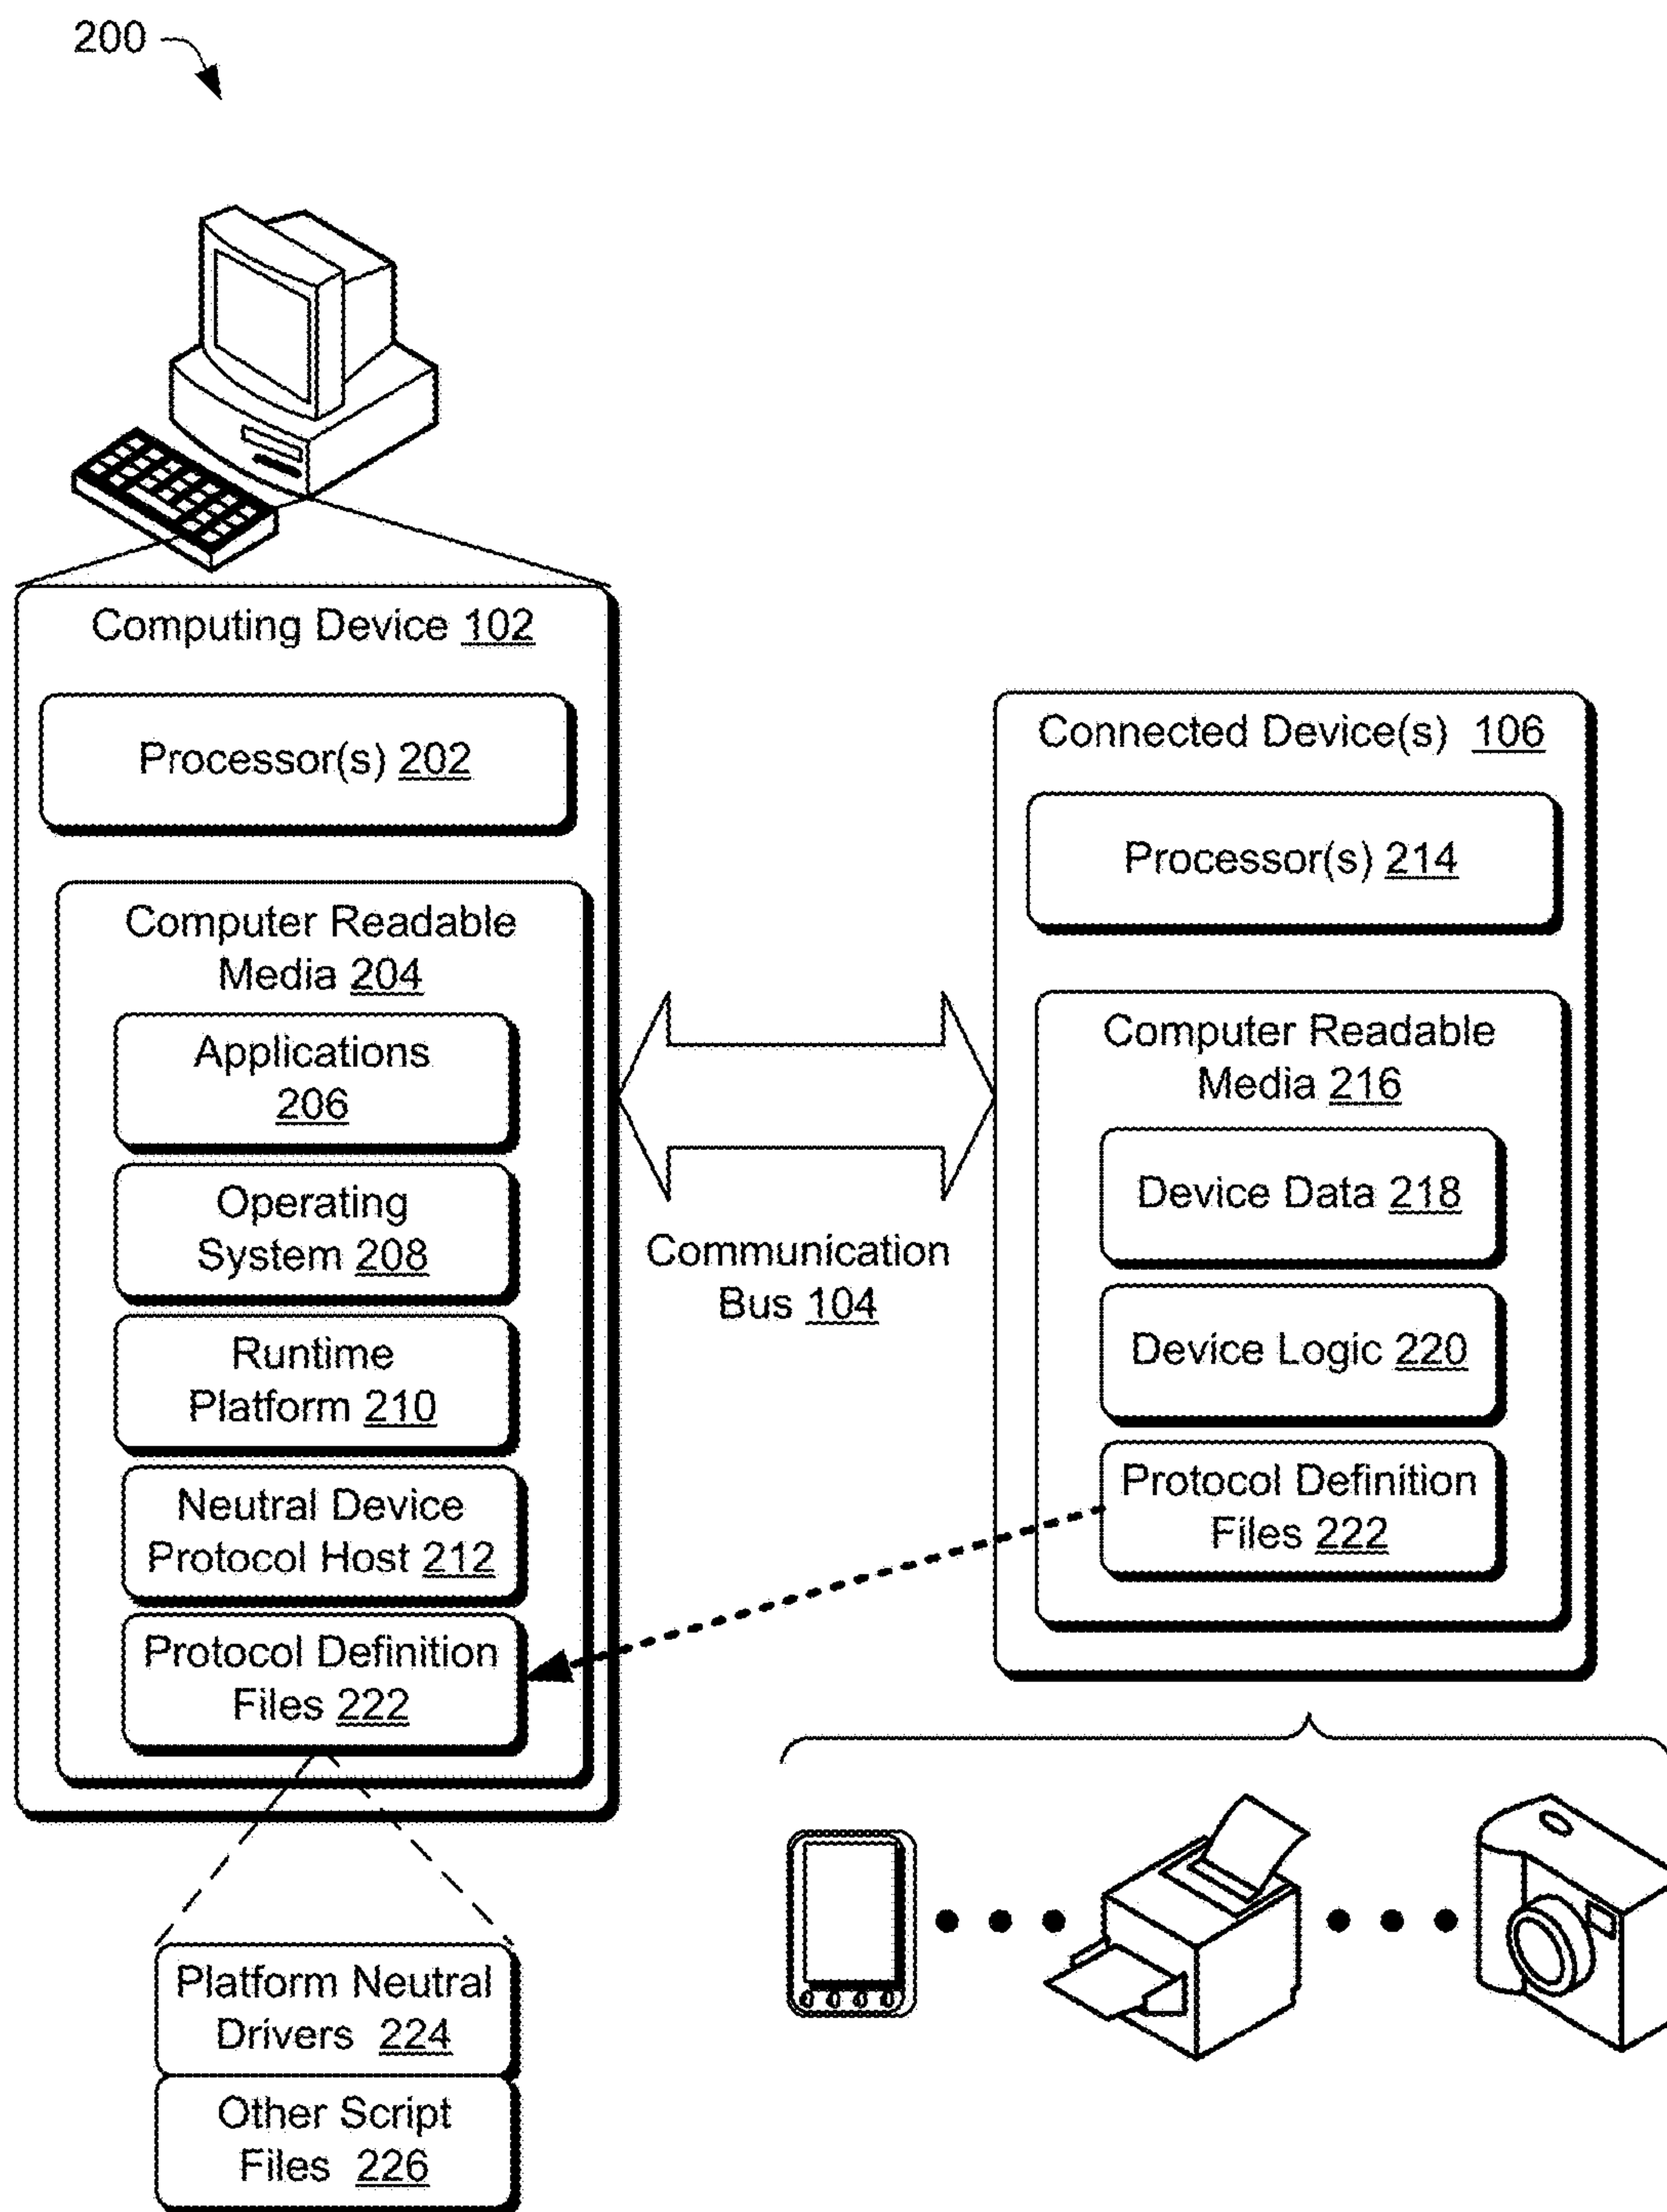 200
Computing Device 102
Processor(s) 202
Computer Readable
Media 204
Applications
206
Operating
System 208
Runtime
Platform 210
Neutral Device
Protocol Host 212
Protocol Definition
Files 222
Platform Neutral
Drivers 224
Other Script
Files 226
Communication
Bus 104
Connected Device(s) 106
Processor(s) 214
Computer Readable
Media 216
Device Data 218
Device Logic 220
Protocol Definition
Files 222